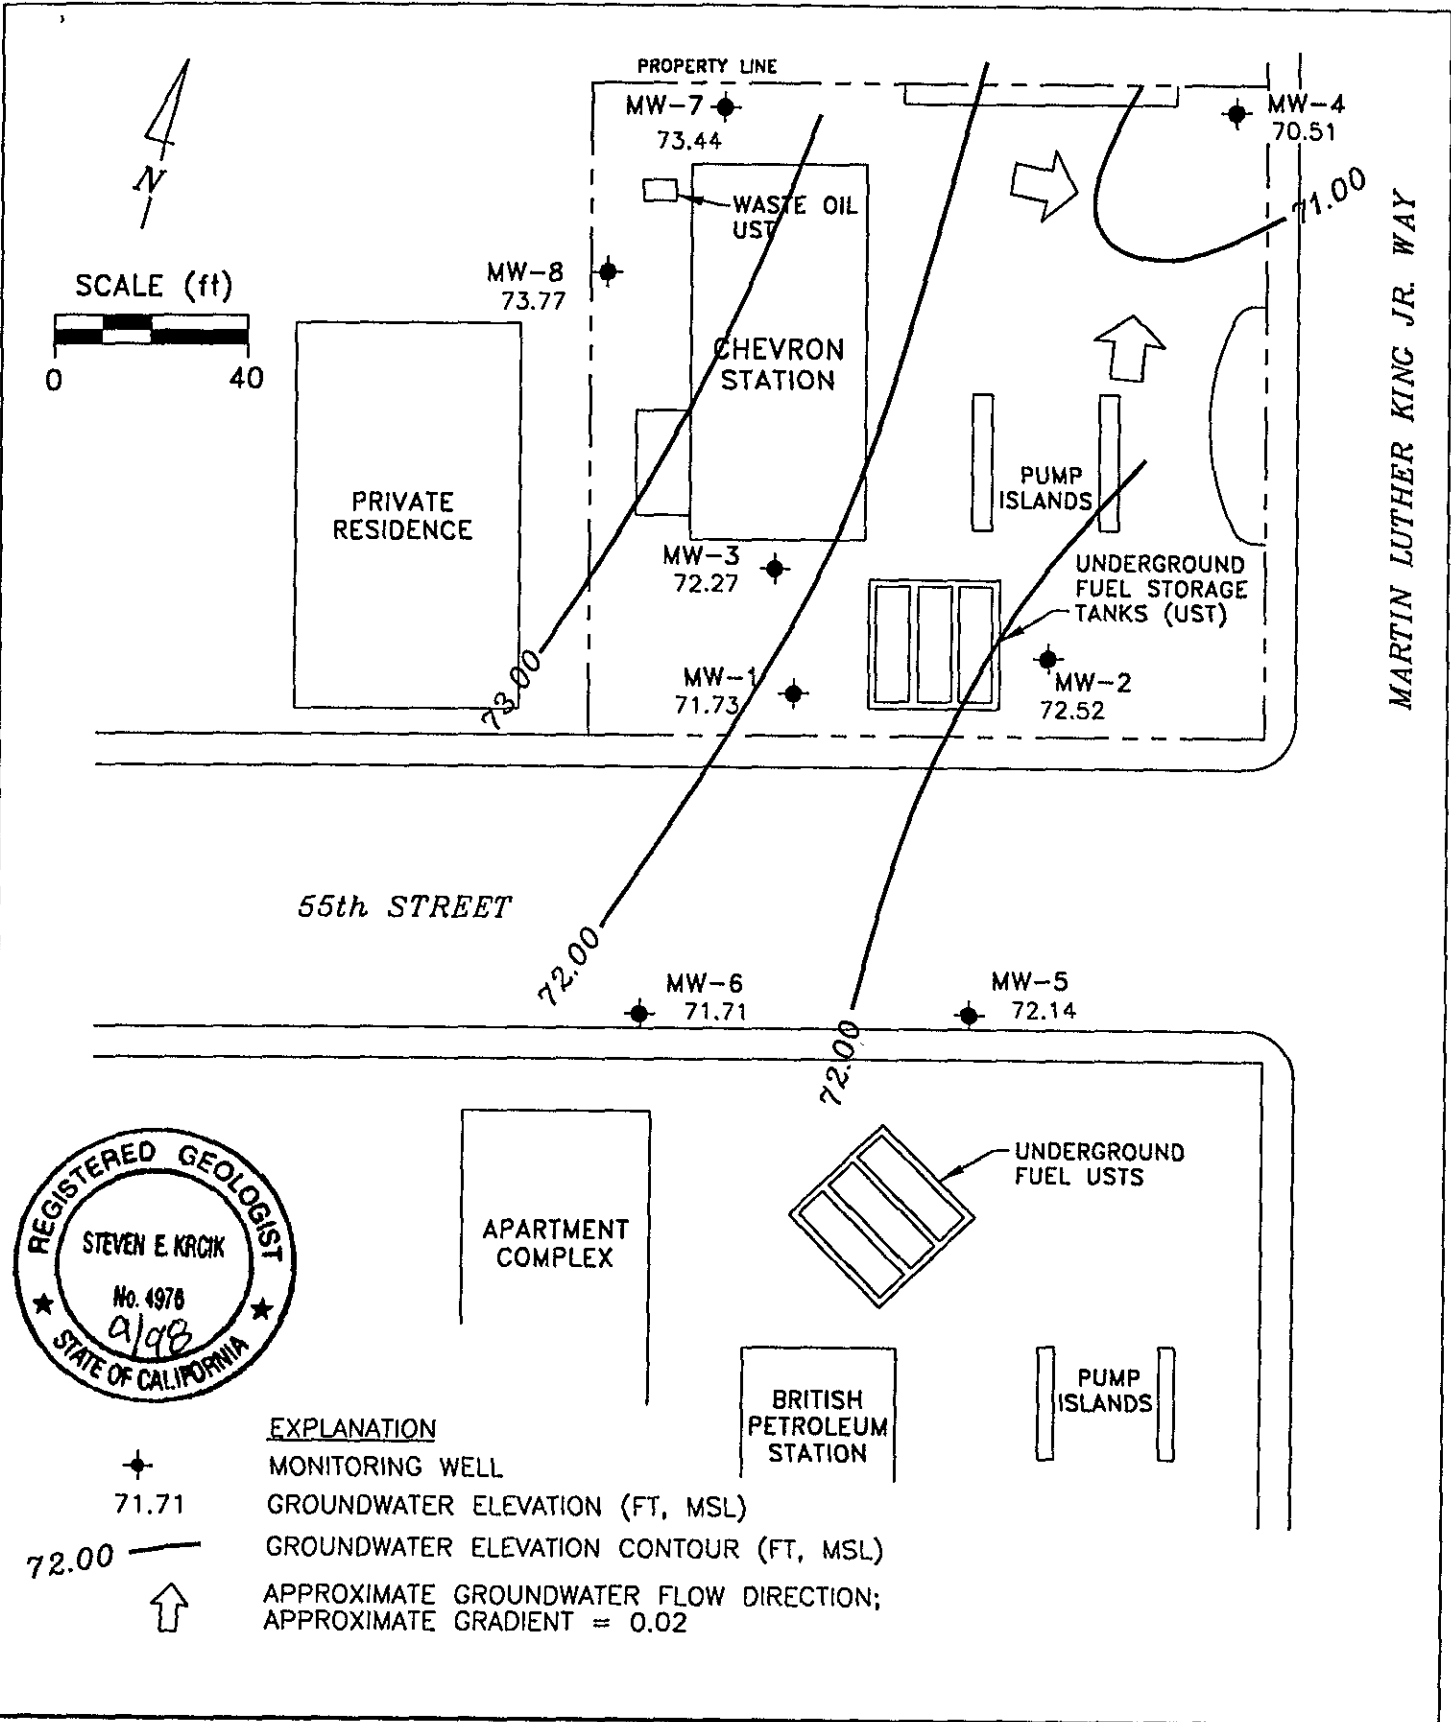 PROPERTY LINE
MW-7
73.44
MW-4
70.51
N
WASTE OIL
UST
71.00
MARTIN LUTHER KING JR. WAY
SCALE (ft)
0 40
MW-8
73.77
CHEVRON
STATION
PRIVATE
RESIDENCE
PUMP
ISLANDS
MW-3
72.27
UNDERGROUND
FUEL STORAGE
TANKS (UST)
73.00
MW-1
71.73
MW-2
72.52
55th STREET
72.00
MW-6
71.71
MW-5
72.14
72.00
REGISTERED GEOLOGIST
STEVEN E. KRCIK
No. 4976
9/98
STATE OF CALIFORNIA
APARTMENT
COMPLEX
UNDERGROUND
FUEL USTS
BRITISH
PETROLEUM
STATION
PUMP
ISLANDS
EXPLANATION
MONITORING WELL
71.71 GROUNDWATER ELEVATION (FT, MSL)
72.00 GROUNDWATER ELEVATION CONTOUR (FT, MSL)
APPROXIMATE GROUNDWATER FLOW DIRECTION;
APPROXIMATE GRADIENT = 0.02